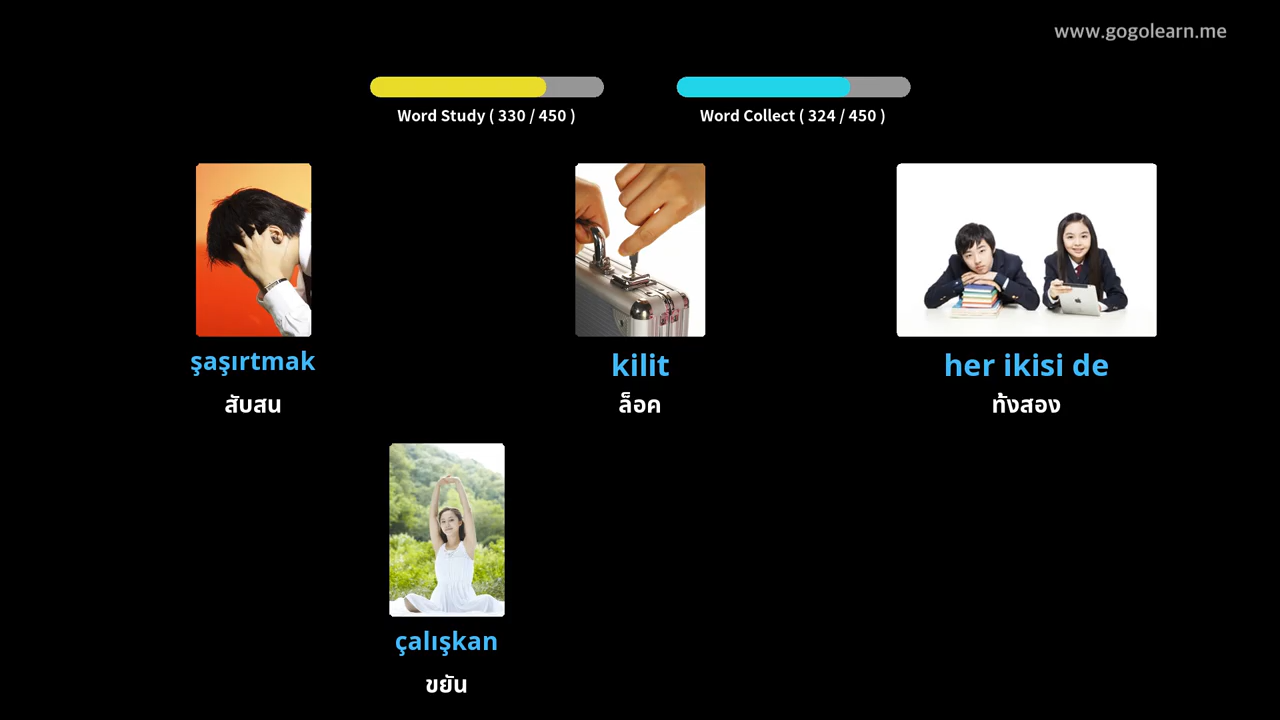 www.gogolearn.me
Word Study ( 330 / 450 )
Word Collect ( 324 / 450 )
şaşırtmak
สับสน
kilit
ล็อค
her ikisi de
ทั้งสอง
çalışkan
ขยัน